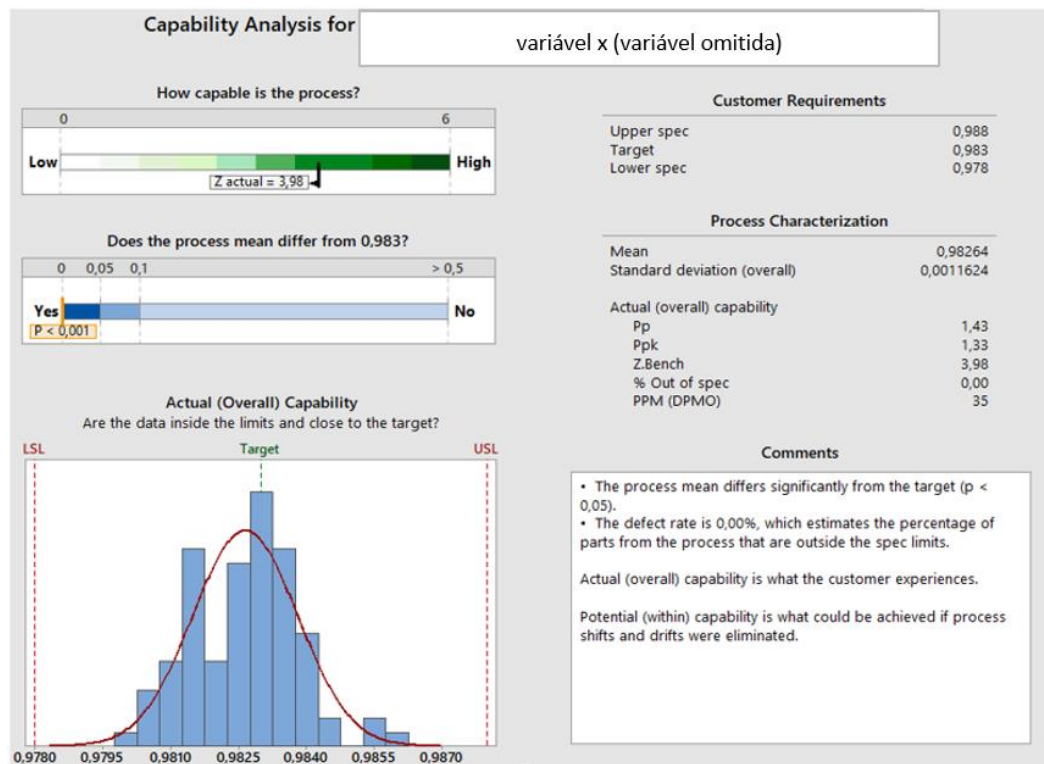 Capability Analysis for
variável x (variável omitida)
How capable is the process?
0 6
Low High
Z actual = 3,98
Does the process mean differ from 0,983?
0 0,05 0,1 > 0,5
Yes No
P < 0,001
Actual (Overall) Capability
Are the data inside the limits and close to the target?
LSL Target USL
0,9780 0,9795 0,9810 0,9825 0,9840 0,9855 0,9870
Customer Requirements
Upper spec 0,988
Target 0,983
Lower spec 0,978
Process Characterization
Mean 0,98264
Standard deviation (overall) 0,0011624
Actual (overall) capability
Pp 1,43
Ppk 1,33
Z.Bench 3,98
% Out of spec 0,00
PPM (DPMO) 35
Comments
• The process mean differs significantly from the target (p <
0,05).
• The defect rate is 0,00%, which estimates the percentage of
parts from the process that are outside the spec limits.
Actual (overall) capability is what the customer experiences.
Potential (within) capability is what could be achieved if process
shifts and drifts were eliminated.